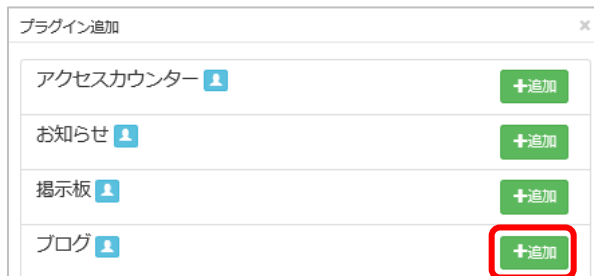 プラグイン追加 ×
アクセスカウンター +追加
お知らせ +追加
掲示板 +追加
ブログ +追加